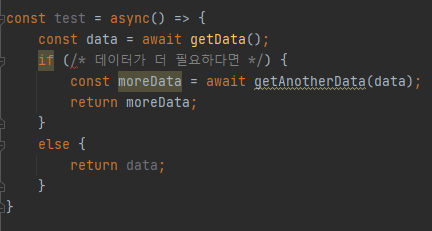 const test = async() => {
    const data = await getData();
    if (/* 데이터가 더 필요하다면 */) {
        const moreData = await getAnotherData(data);
        return moreData;
    }
    else {
        return data;
    }
}